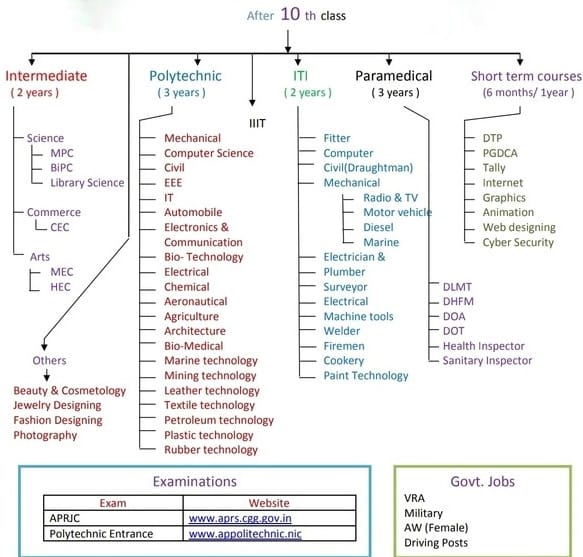 After 10 th class
Intermediate
( 2 years )
Science
MPC
BiPC
Library Science
Commerce
CEC
Arts
MEC
HEC
Others
Beauty & Cosmetology
Jewelry Designing
Fashion Designing
Photography
Polytechnic
( 3 years )
Mechanical
Computer Science
Civil
EEE
IT
Automobile
Electronics &
Communication
Bio- Technology
Electrical
Chemical
Aeronautical
Agriculture
Architecture
Bio-Medical
Marine technology
Mining technology
Leather technology
Textile technology
Petroleum technology
Plastic technology
Rubber technology
IIIT
ITI
( 2 years )
Fitter
Computer
Civil(Draughtman)
Mechanical
Radio & TV
Motor vehicle
Diesel
Marine
Electrician &
Plumber
Surveyor
Electrical
Machine tools
Welder
Firemen
Cookery
Paint Technology
Paramedical
( 3 years )
DLMT
DHFM
DOA
DOT
Health Inspector
Sanitary Inspector
Short term courses
(6 months/ 1year )
DTP
PGDCA
Tally
Internet
Graphics
Animation
Web designing
Cyber Security
Examinations
Exam Website
APRJC www.aprs.cgg.gov.in
Polytechnic Entrance www.appolitechnic.nic
Govt. Jobs
VRA
Military
AW (Female)
Driving Posts